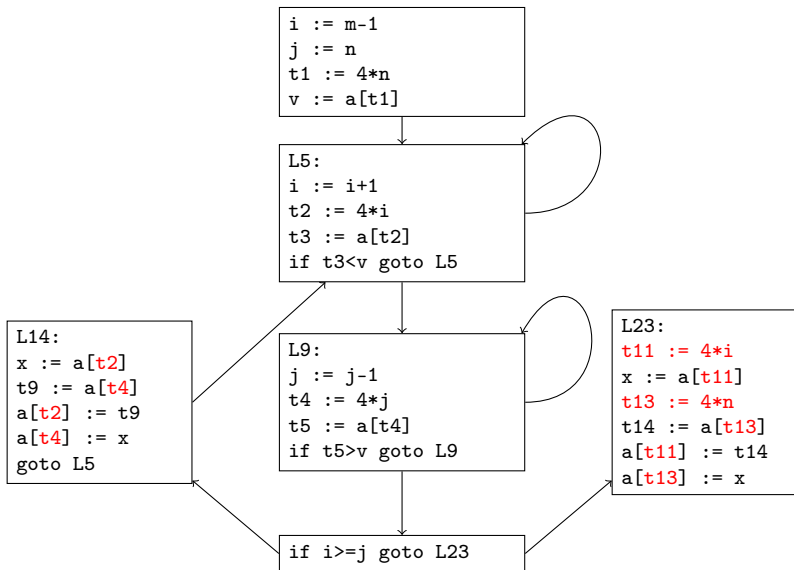 i := m-1
j := n
t1 := 4*n
v := a[t1]
L5:
i := i+1
t2 := 4*i
t3 := a[t2]
if t3<v goto L5
L14:
x := a[t2]
t9 := a[t4]
a[t2] := t9
a[t4] := x
goto L5
L9:
j := j-1
t4 := 4*j
t5 := a[t4]
if t5>v goto L9
L23:
t11 := 4*i
x := a[t11]
t13 := 4*n
t14 := a[t13]
a[t11] := t14
a[t13] := x
if i>=j goto L23